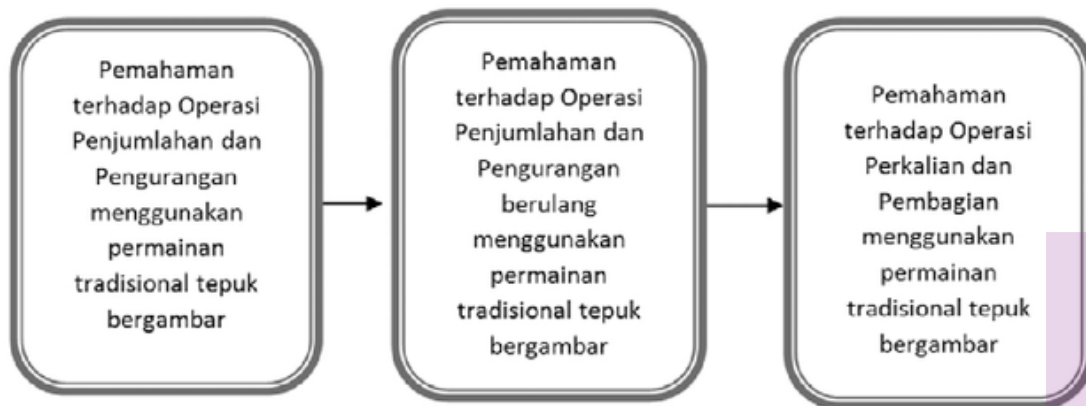 Pemahaman
terhadap Operasi
Penjumlahan dan
Pengurangan
menggunakan
permainan
tradisional tepuk
bergambar
Pemahaman
terhadap Operasi
Penjumlahan dan
Pengurangan
berulang
menggunakan
permainan
tradisional tepuk
bergambar
Pemahaman
terhadap Operasi
Perkalian dan
Pembagian
menggunakan
permainan
tradisional tepuk
bergambar